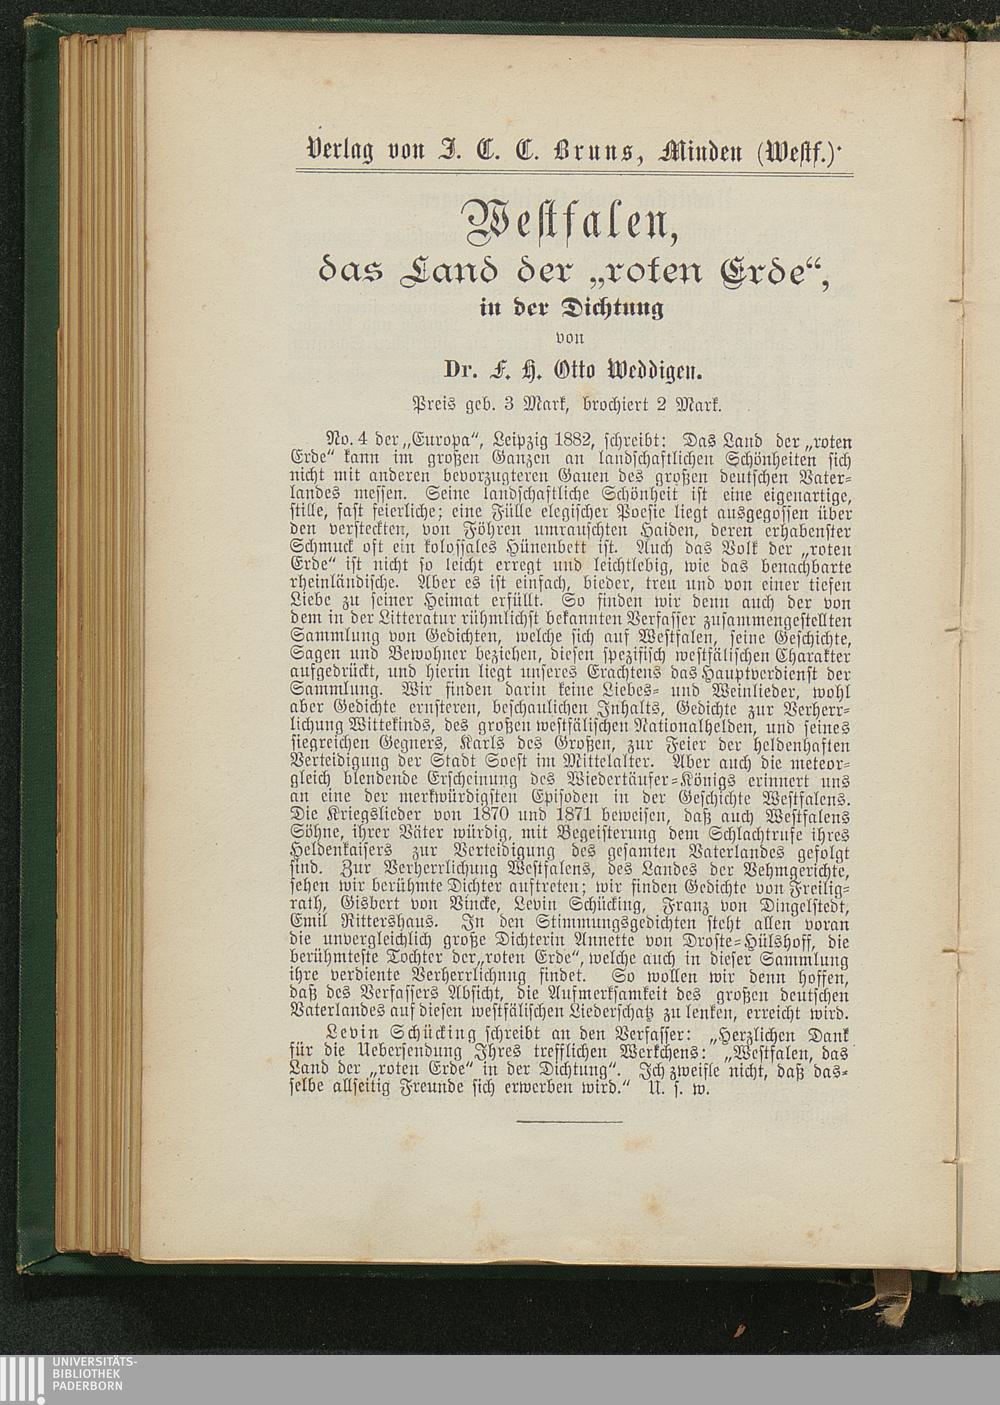 Verlag von J. C. C. Bruns, Minden (Westf.).
Westfalen,
das Land der „roten Erde“,
in der Dichtung
von
Dr. F. H. Otto Weddigen.
Preis geb. 3 Mark, brochiert 2 Mark.
No. 4 der „Europa“, Leipzig 1882, schreibt: Das Land der „roten
Erde“ kann im großen Ganzen an landschaftlichen Schönheiten sich
nicht mit anderen bevorzugteren Gauen des großen deutschen Vater-
landes messen. Seine landschaftliche Schönheit ist eine eigenartige,
stille, fast feierliche; eine Fülle elegischer Poesie liegt ausgegossen über
den versteckten, von Föhren umrauschten Haiden, deren erhabenster
Schmuck oft ein kolossales Hünenbett ist. Auch das Volk der „roten
Erde“ ist nicht so leicht erregt und leichtlebig, wie das benachbarte
rheinländische. Aber es ist einfach, bieder, treu und von einer tiefen
Liebe zu seiner Heimat erfüllt. So finden wir denn auch der von
dem in der Litteratur rühmlichst bekannten Verfasser zusammengestellten
Sammlung von Gedichten, welche sich auf Westfalen, seine Geschichte,
Sagen und Bewohner beziehen, diesen spezifisch westfälischen Charakter
aufgedrückt, und hierin liegt unseres Erachtens das Hauptverdienst der
Sammlung. Wir finden darin keine Liebes- und Weinlieder, wohl
aber Gedichte ernsteren, beschaulichen Inhalts, Gedichte zur Verherr-
lichung Wittekinds, des großen westfälischen Nationalhelden, und seines
siegreichen Gegners, Karls des Großen, zur Feier der heldenhaften
Verteidigung der Stadt Soest im Mittelalter. Aber auch die meteor-
gleich blendende Erscheinung des Wiedertäufer-Königs erinnert uns
an eine der merkwürdigsten Episoden in der Geschichte Westfalens.
Die Kriegslieder von 1870 und 1871 beweisen, daß auch Westfalens
Söhne, ihrer Väter würdig, mit Begeisterung dem Schlachtrufe ihres
Heldenkaisers zur Verteidigung des gesamten Vaterlandes gefolgt
sind. Zur Verherrlichung Westfalens, des Landes der Vehmgerichte,
sehen wir berühmte Dichter auftreten; wir finden Gedichte von Freilig-
rath, Gisbert von Vincke, Levin Schücking, Franz von Dingelstedt,
Emil Rittershaus. In den Stimmungsgedichten steht allen voran
die unvergleichlich große Dichterin Annette von Droste-Hülshoff, die
berühmteste Tochter der „roten Erde“, welche auch in dieser Sammlung
ihre verdiente Verherrlichung findet. So wollen wir denn hoffen,
daß des Verfassers Absicht, die Aufmerksamkeit des großen deutschen
Vaterlandes auf diesen westfälischen Liederschatz zu lenken, erreicht wird.
Levin Schücking schreibt an den Verfasser: „Herzlichen Dank
für die Uebersendung Ihres trefflichen Werkchens: „Westfalen, das
Land der „roten Erde“ in der Dichtung“. Ich zweifle nicht, daß das-
selbe allseitig Freunde sich erwerben wird.“ U. s. w.
UNIVERSITÄTS-
BIBLIOTHEK
PADERBORN